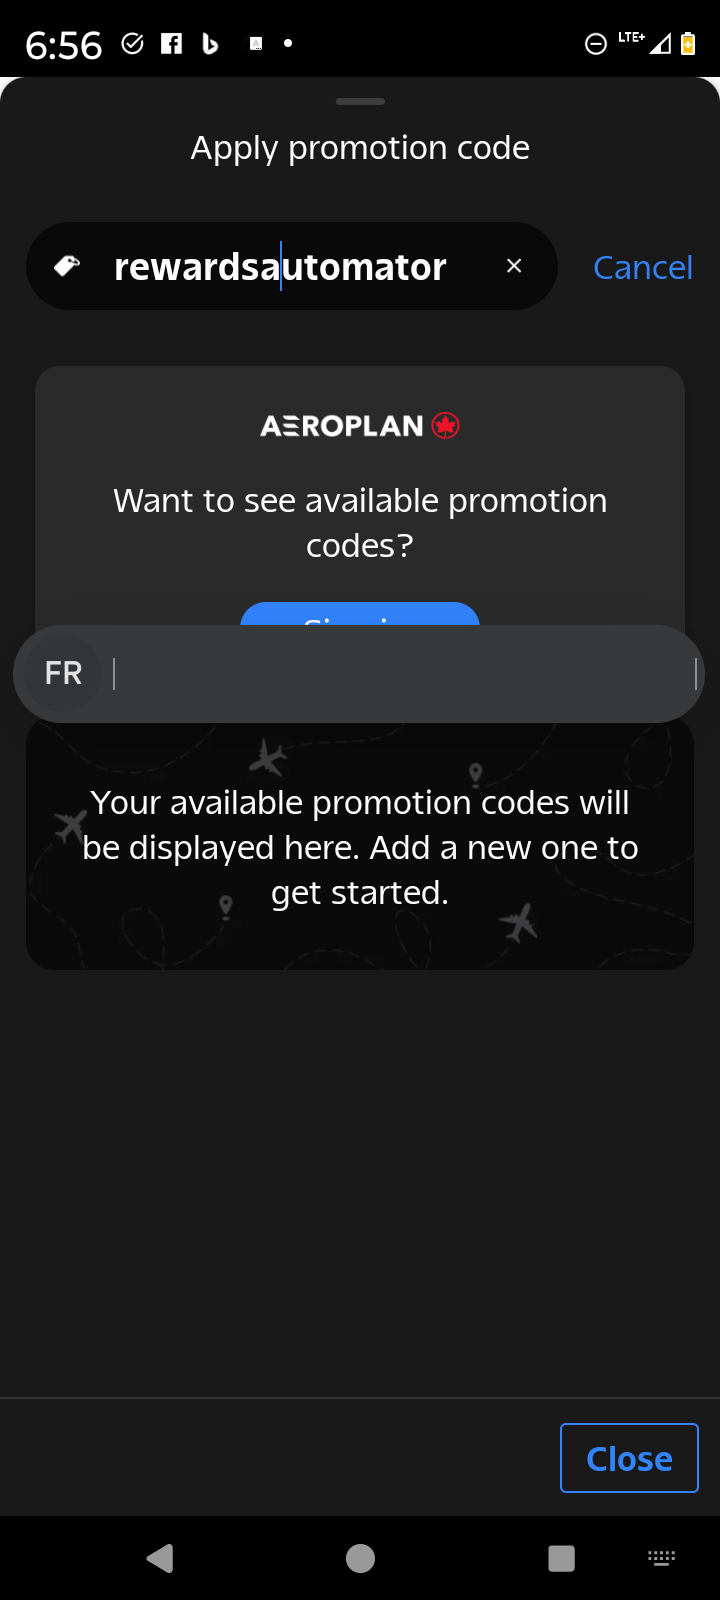 6:56
LTE+
Apply promotion code
rewardsautomator
Cancel
AEROPLAN
Want to see available promotion
codes?
FR
Your available promotion codes will
be displayed here. Add a new one to
get started.
Close